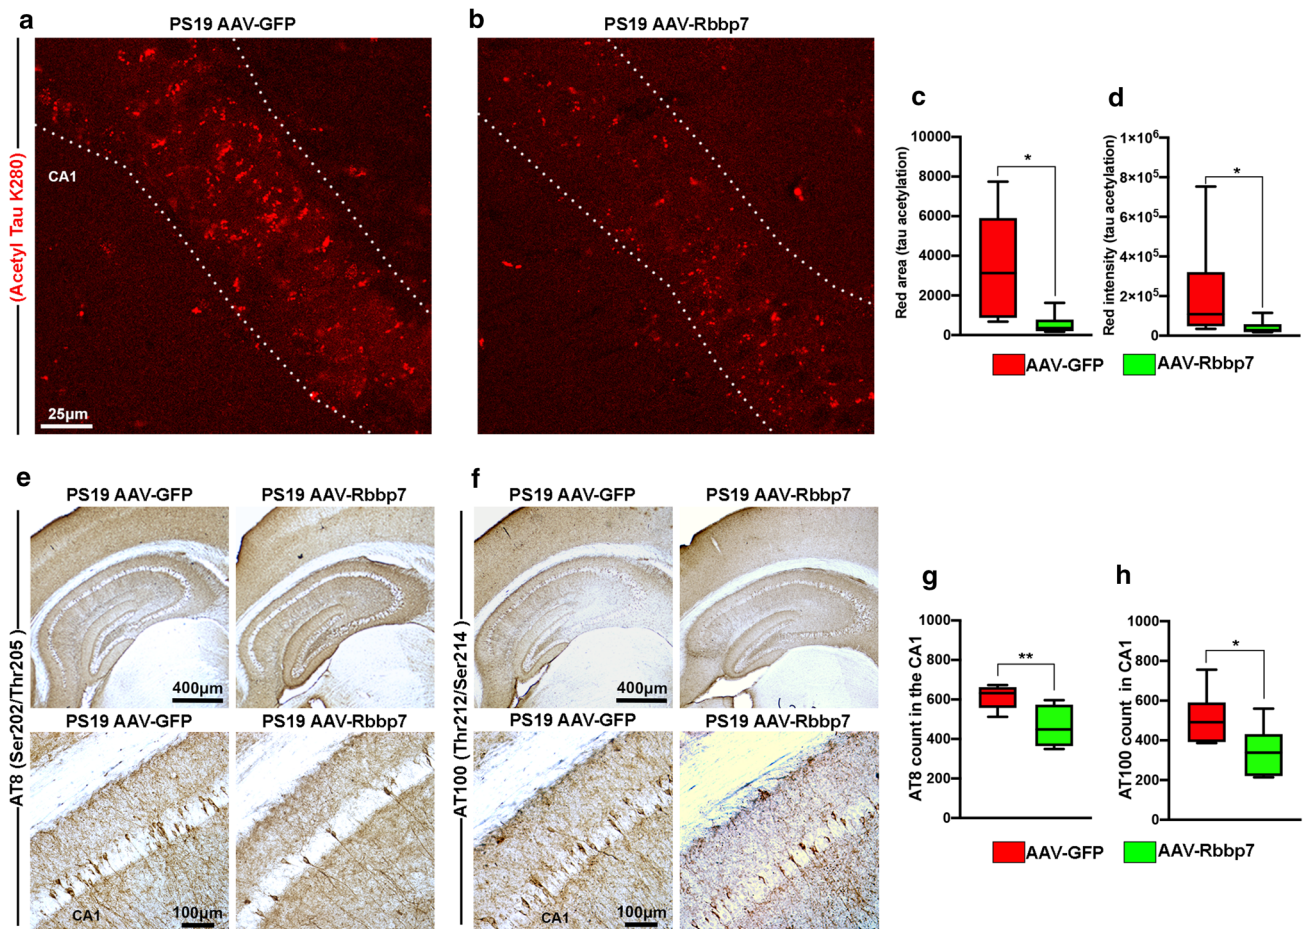 a
PS19 AAV-GFP
b
PS19 AAV-Rbbp7
(Acetyl Tau K280)
CA1
25μm
c
Red area (tau acetylation)
10000
8000
6000
4000
2000
0
*
d
Red intensity (tau acetylation)
1×10⁶
8×10⁵
6×10⁵
4×10⁵
2×10⁵
0
*
AAV-GFP
AAV-Rbbp7
e
PS19 AAV-GFP
PS19 AAV-Rbbp7
AT8 (Ser202/Thr205 )
400μm
PS19 AAV-GFP
PS19 AAV-Rbbp7
CA1
100μm
f
PS19 AAV-GFP
PS19 AAV-Rbbp7
AT100 (Thr212/Ser214 )
400μm
PS19 AAV-GFP
PS19 AAV-Rbbp7
CA1
100μm
g
AT8 count in the CA1
1000
800
600
400
200
0
**
h
AT100 count in CA1
1000
800
600
400
200
0
*
AAV-GFP
AAV-Rbbp7